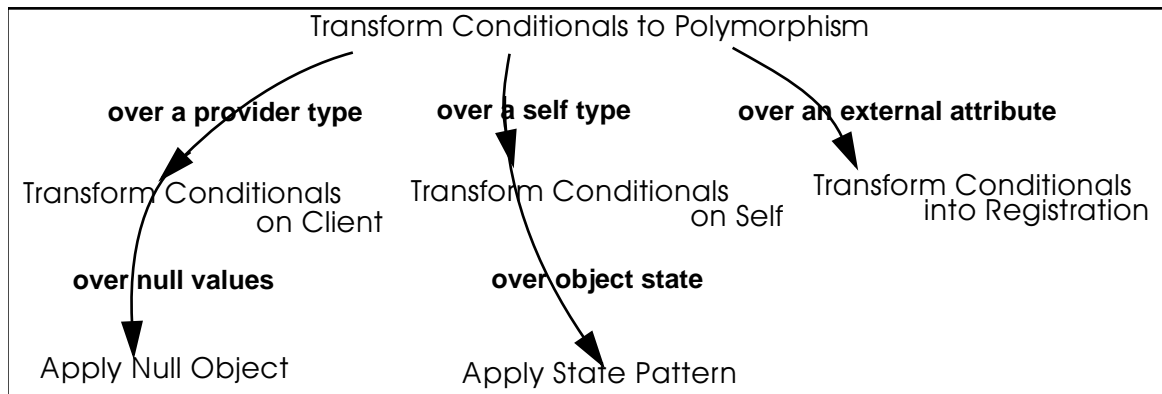 Transform Conditionals to Polymorphism
over a provider type
over a self type
over an external attribute
Transform Conditionals
on Client
Transform Conditionals
on Self
Transform Conditionals
into Registration
over null values
over object state
Apply Null Object
Apply State Pattern